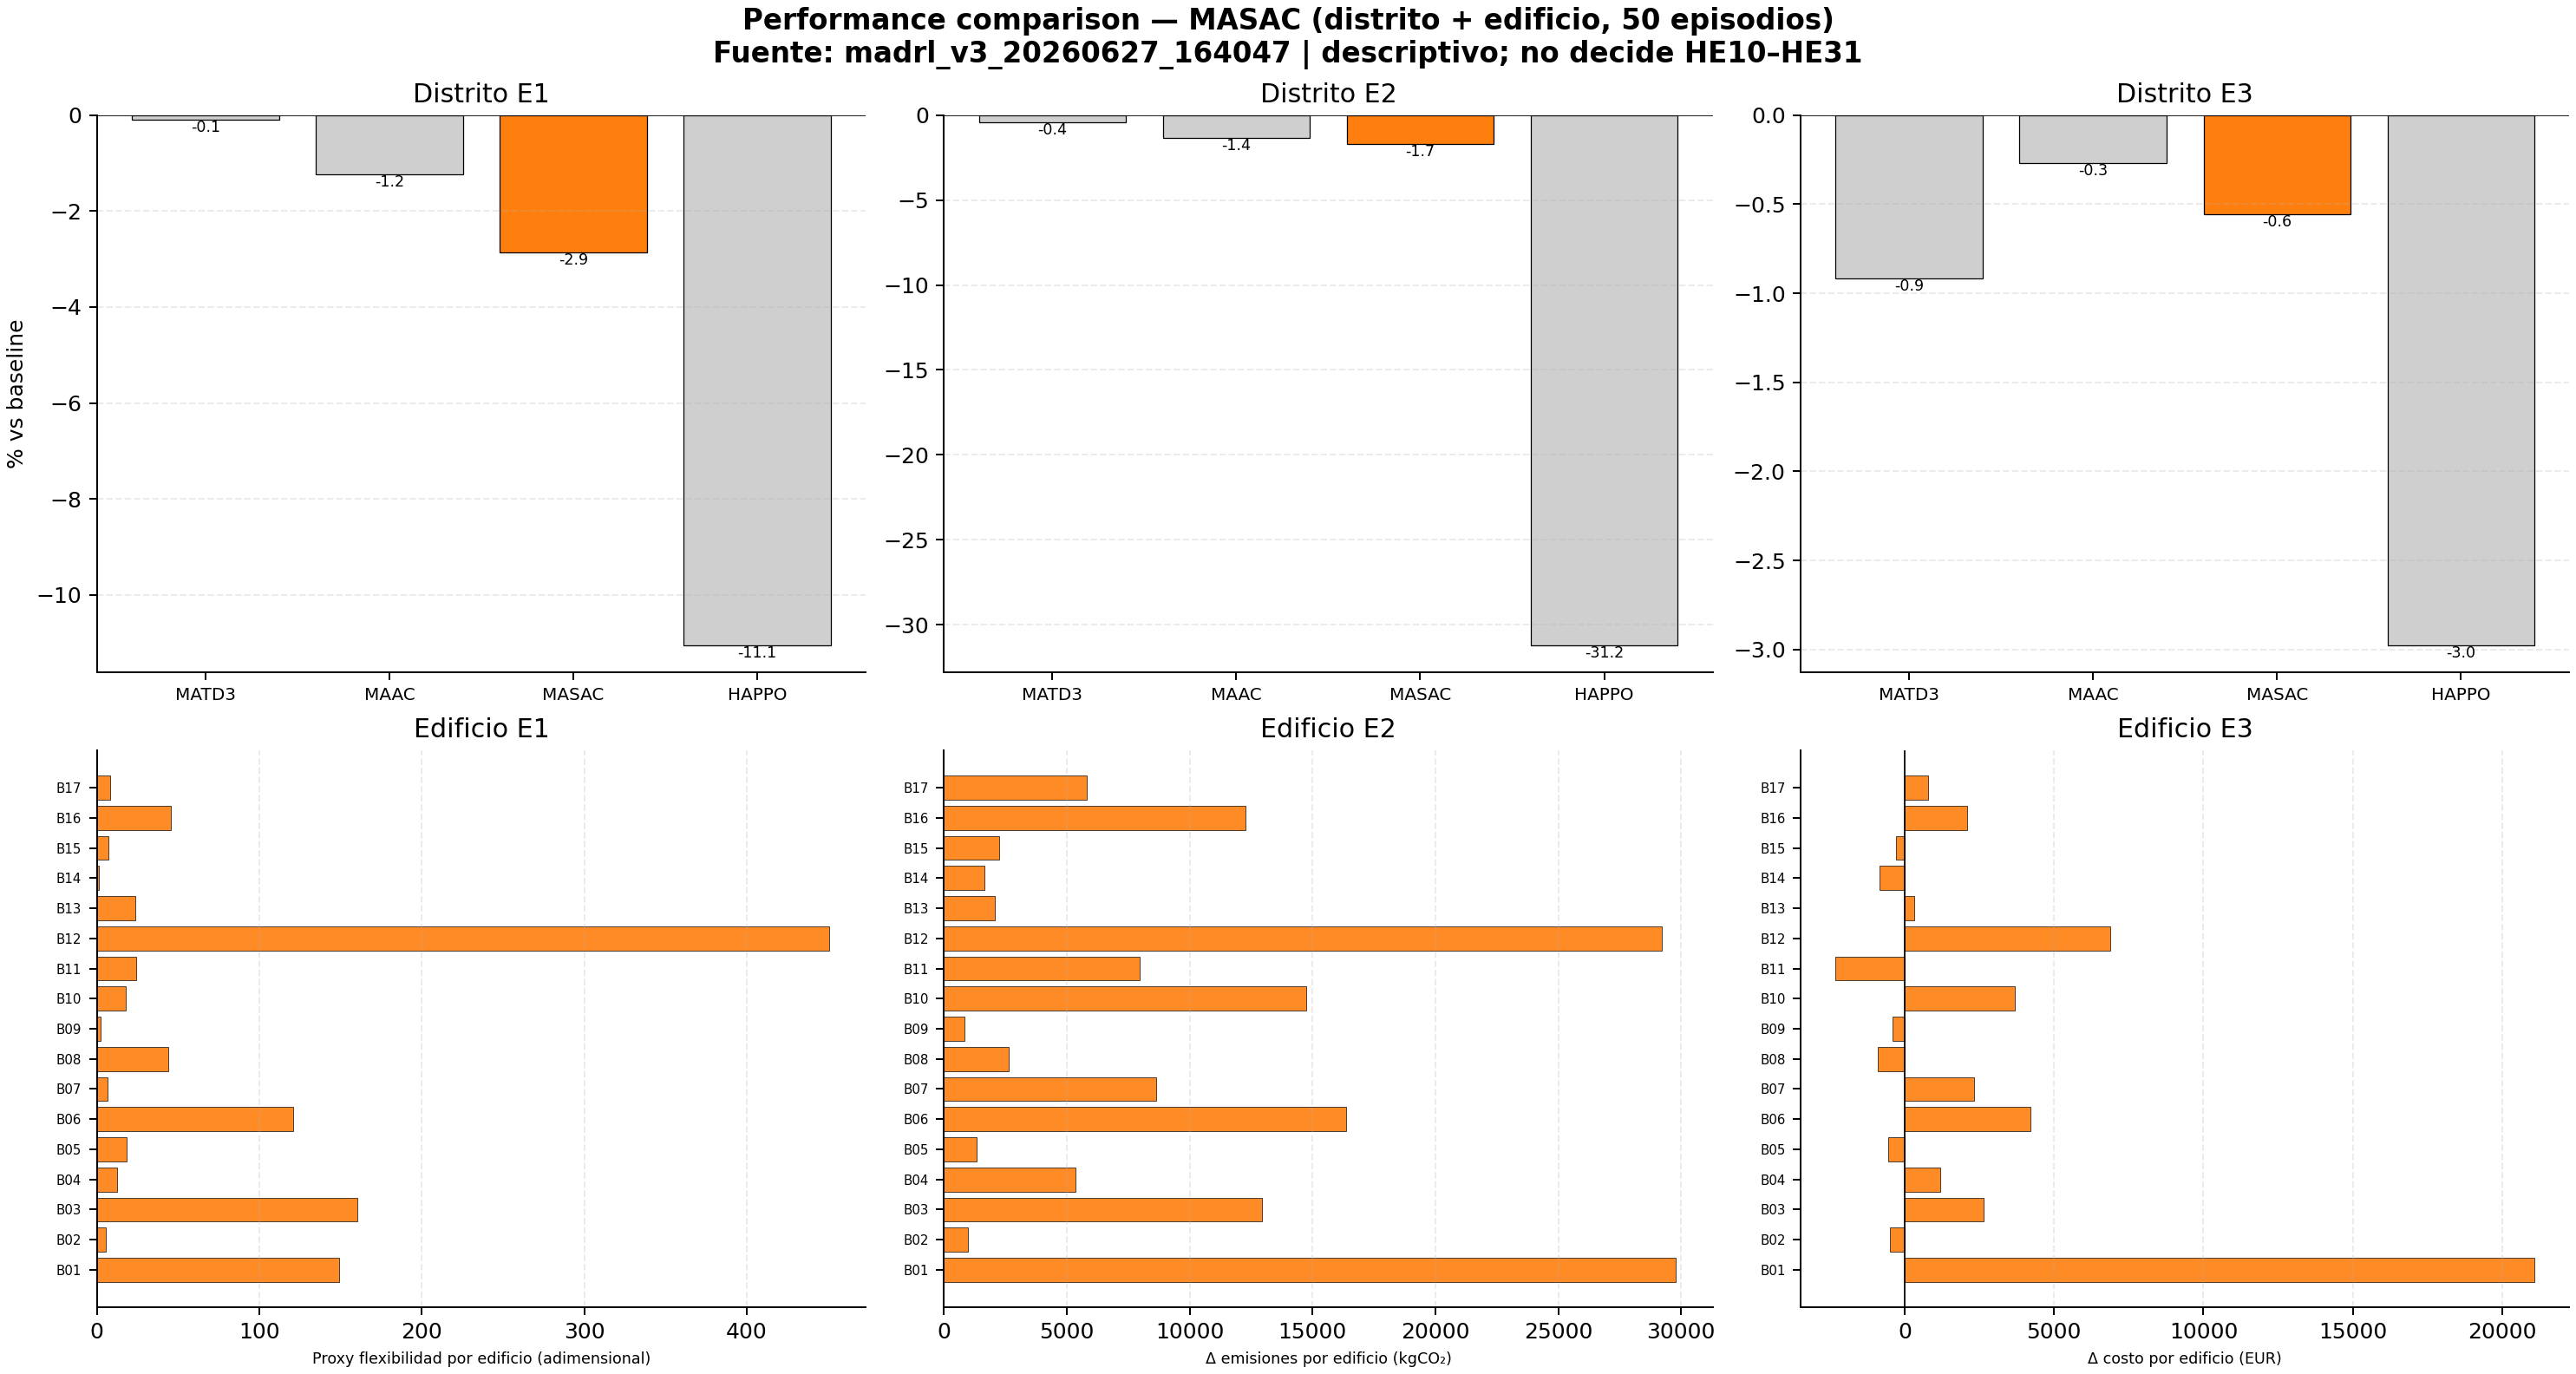 Performance comparison — MASAC (distrito + edificio, 50 episodios)
Fuente: madrl_v3_20260627_164047 | descriptivo; no decide HE10–HE31
Distrito E1
% vs baseline
0
−2
−4
−6
−8
−10
-0.1
-1.2
-2.9
-11.1
MATD3
MAAC
MASAC
HAPPO
Distrito E2
0
−5
−10
−15
−20
−25
−30
-0.4
-1.4
-1.7
-31.2
MATD3
MAAC
MASAC
HAPPO
Distrito E3
0.0
−0.5
−1.0
−1.5
−2.0
−2.5
−3.0
-0.9
-0.3
-0.6
-3.0
MATD3
MAAC
MASAC
HAPPO
Edificio E1
B17
B16
B15
B14
B13
B12
B11
B10
B09
B08
B07
B06
B05
B04
B03
B02
B01
0
100
200
300
400
Proxy flexibilidad por edificio (adimensional)
Edificio E2
B17
B16
B15
B14
B13
B12
B11
B10
B09
B08
B07
B06
B05
B04
B03
B02
B01
0
5000
10000
15000
20000
25000
30000
Δ emisiones por edificio (kgCO₂)
Edificio E3
B17
B16
B15
B14
B13
B12
B11
B10
B09
B08
B07
B06
B05
B04
B03
B02
B01
0
5000
10000
15000
20000
Δ costo por edificio (EUR)